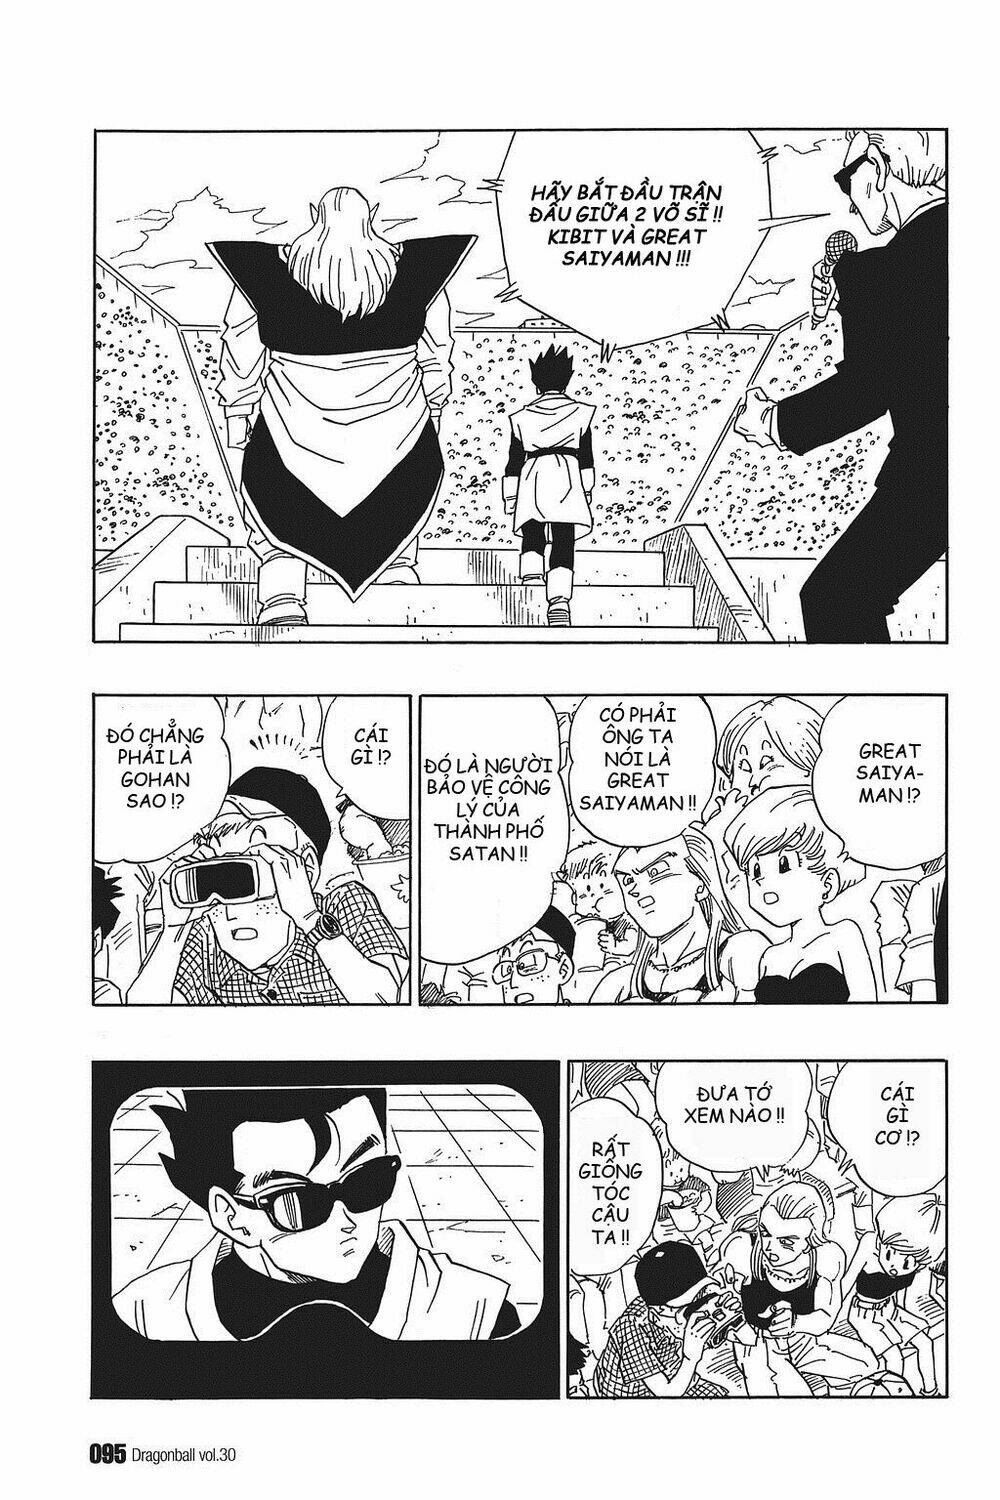 HÃY BẮT ĐẦU TRẬN
ĐẤU GIỮA 2 VÕ SĨ !!
KIBIT VÀ GREAT
SAIYAMAN !!!
GREAT
SAIYA-
MAN !?
CÓ PHẢI
ÔNG TA
NÓI LÀ
GREAT
SAIYAMAN !!
ĐÓ LÀ NGƯỜI
BẢO VỆ CÔNG
LÝ CỦA
THÀNH PHỐ
SATAN !!
CÁI
GÌ !?
ĐÓ CHẲNG
PHẢI LÀ
GOHAN
SAO !?
CÁI
GÌ
CƠ !?
ĐƯA TỚ
XEM NÀO !!
RẤT
GIỐNG
TÓC
CẬU
TA !!
095 Dragonball vol.30